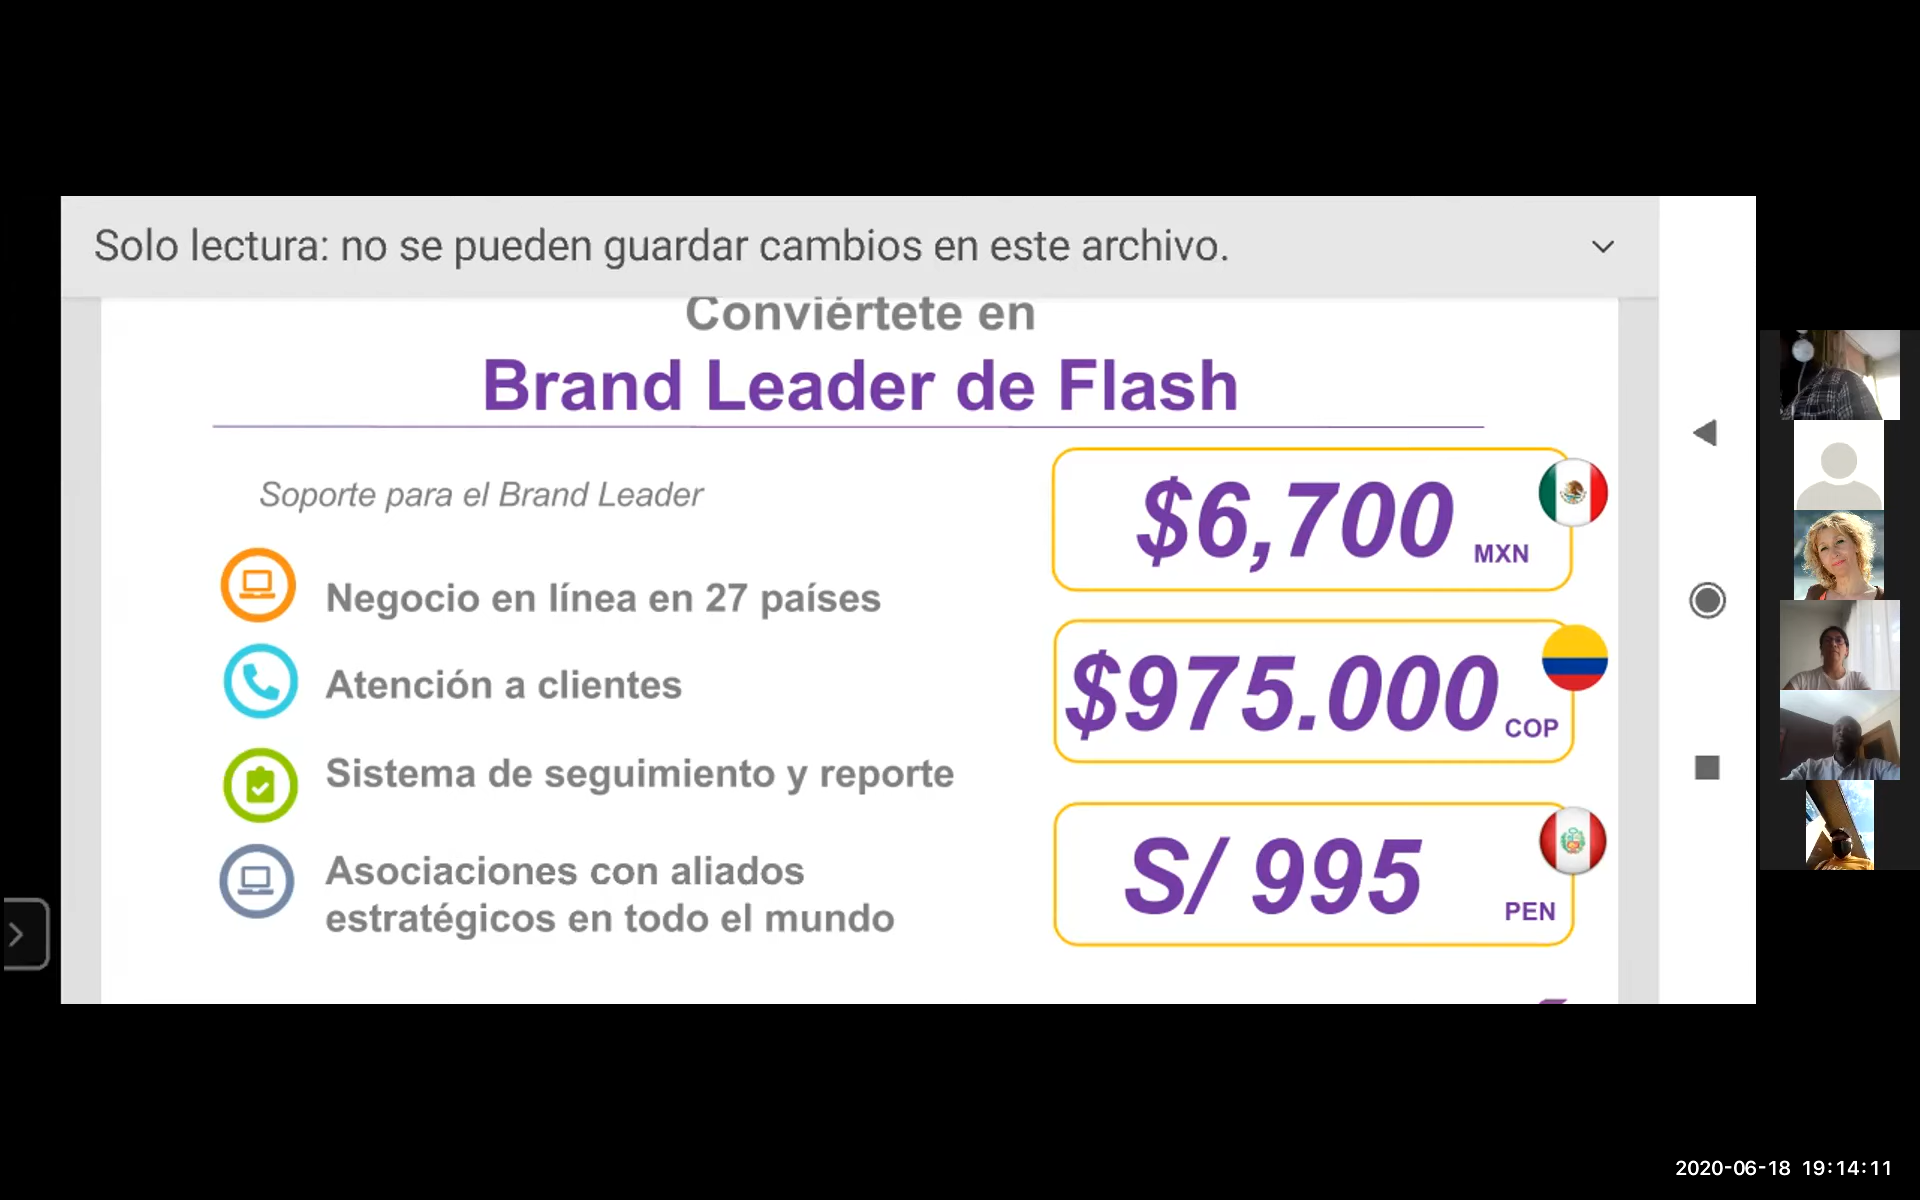 Solo lectura: no se pueden guardar cambios en este archivo.
Conviértete en
Brand Leader de Flash
Soporte para el Brand Leader
Negocio en línea en 27 países
Atención a clientes
Sistema de seguimiento y reporte
Asociaciones con aliados
estratégicos en todo el mundo
$6,700 MXN
$975.000 COP
S/ 995 PEN
2020-06-18 19:14:11